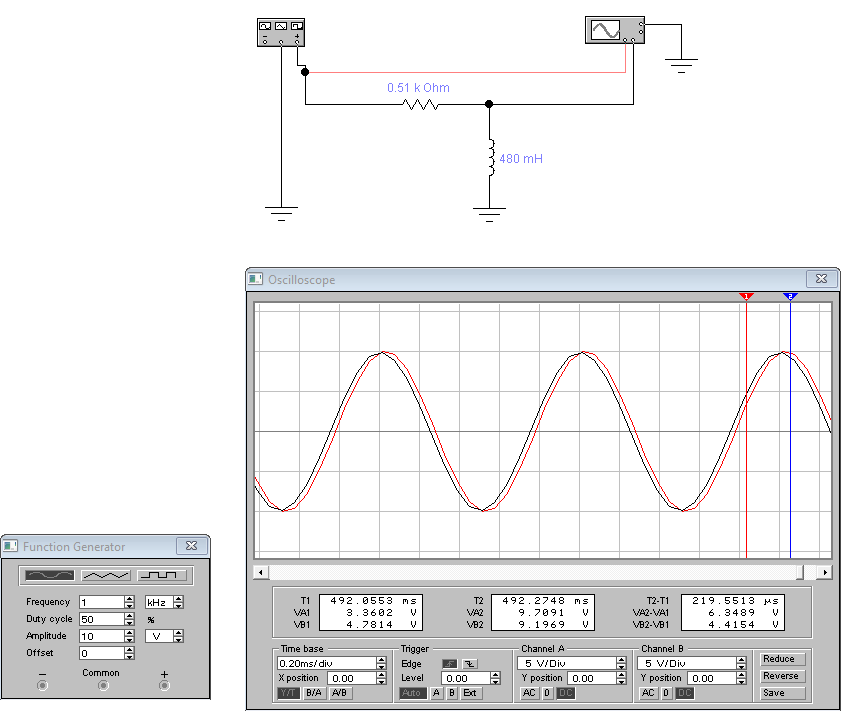 0.51 k Ohm
480 mH
Oscilloscope
1
2
T1 492.0553 ms T2 492.2748 ms T2-T1 219.5513 µs
VA1 3.3602 V VA2 9.7091 V VA2-VA1 6.3489 V
VB1 4.7814 V VB2 9.1969 V VB2-VB1 4.4154 V
Time base
0.20ms/div
X position 0.00
Y/T B/A A/B
Trigger
Edge
Level 0.00
Auto A B Ext
Channel A
5 V/Div
Y position 0.00
AC 0 DC
Channel B
5 V/Div
Y position 0.00
AC 0 DC
Reduce
Reverse
Save
Function Generator
Frequency 1 kHz
Duty cycle 50 %
Amplitude 10 V
Offset 0
− Common +